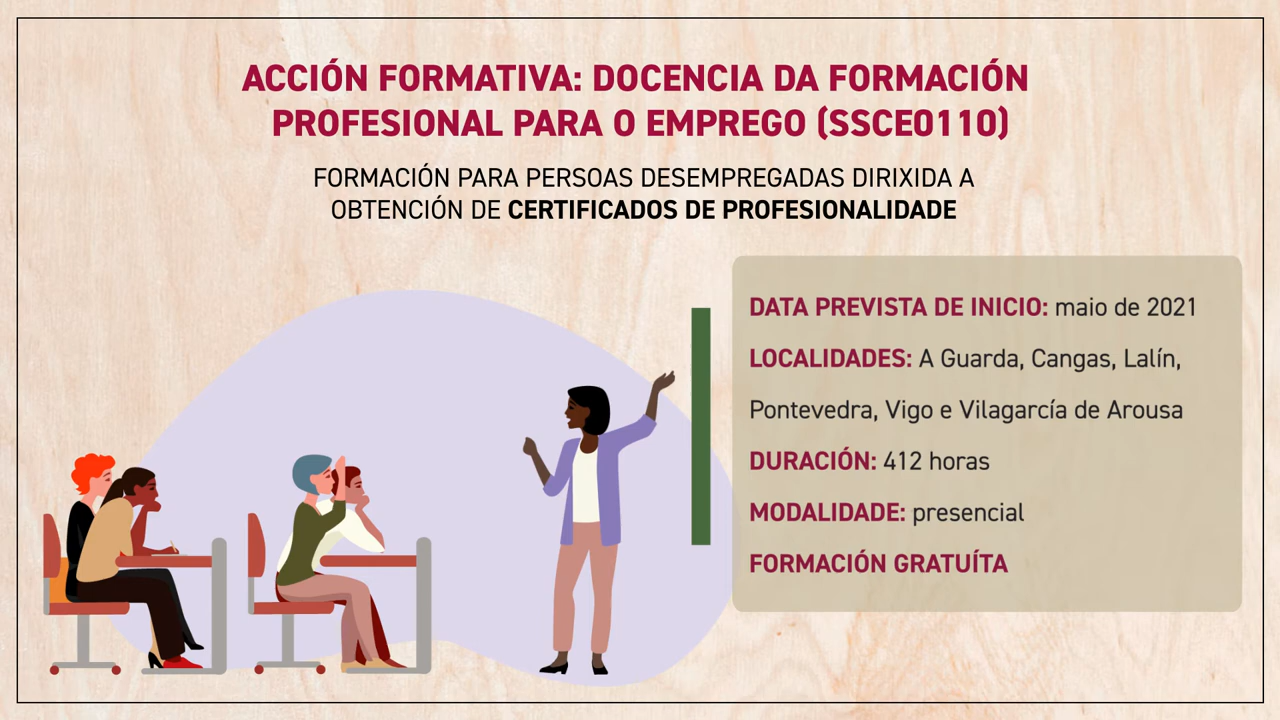 ACCIÓN FORMATIVA: DOCENCIA DA FORMACIÓN
PROFESIONAL PARA O EMPREGO (SSCE0110)
FORMACIÓN PARA PERSOAS DESEMPREGADAS DIRIXIDA A
OBTENCIÓN DE CERTIFICADOS DE PROFESIONALIDADE
DATA PREVISTA DE INICIO: maio de 2021
LOCALIDADES: A Guarda, Cangas, Lalín,
Pontevedra, Vigo e Vilagarcía de Arousa
DURACIÓN: 412 horas
MODALIDADE: presencial
FORMACIÓN GRATUÍTA